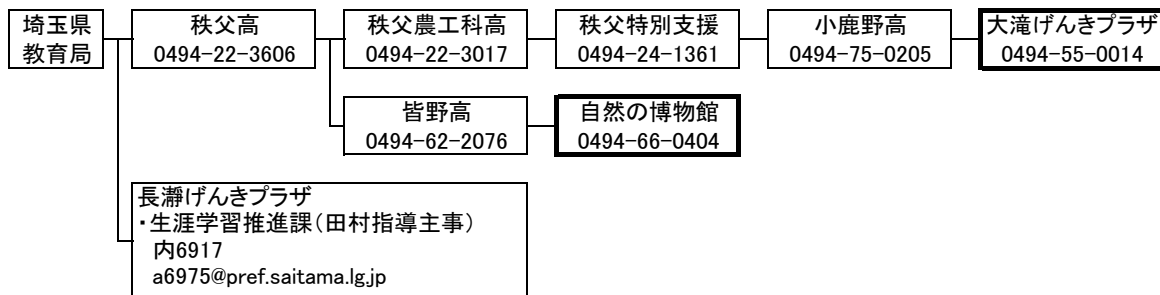 埼玉県
教育局
秩父高
0494-22-3606
秩父農工科高
0494-22-3017
秩父特別支援
0494-24-1361
小鹿野高
0494-75-0205
大滝げんきプラザ
0494-55-0014
皆野高
0494-62-2076
自然の博物館
0494-66-0404
長瀞げんきプラザ
・生涯学習推進課（田村指導主事）
内6917
a6975@pref.saitama.lg.jp